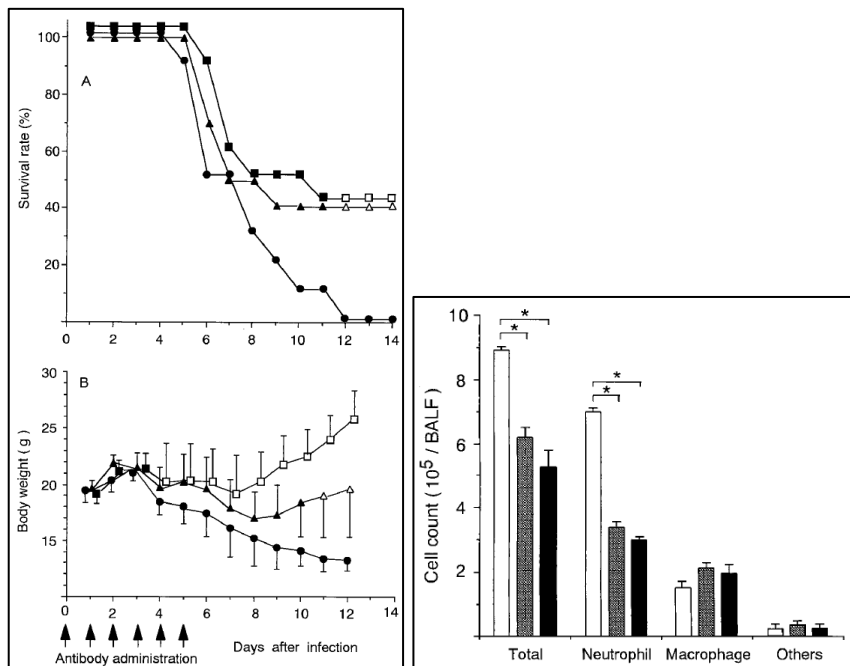 A
Survival rate (%)
100
80
60
40
20
0 2 4 6 8 10 12 14
B
Body weight ( g )
30
25
20
15
0 2 4 6 8 10 12 14
Days after infection
Antibody administration
Cell count (10⁵ / BALF)
10
8
6
4
2
*
*
*
*
Total Neutrophil Macrophage Others